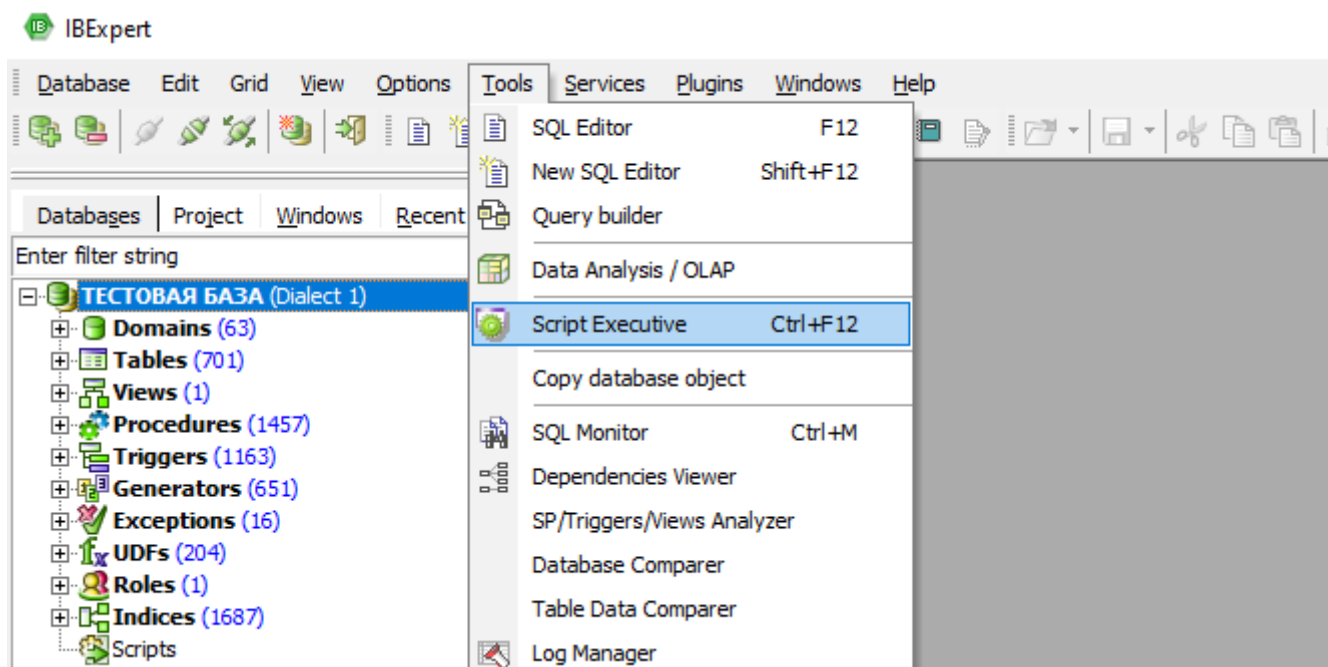 IBExpert
Database Edit Grid View Options Tools Services Plugins Windows Help
SQL Editor F12
New SQL Editor Shift+F12
Query builder
Data Analysis / OLAP
Script Executive Ctrl+F12
Copy database object
SQL Monitor Ctrl+M
Dependencies Viewer
SP/Triggers/Views Analyzer
Database Comparer
Table Data Comparer
Log Manager
Databases Project Windows Recent
Enter filter string
ТЕСТОВАЯ БАЗА (Dialect 1)
Domains (63)
Tables (701)
Views (1)
Procedures (1457)
Triggers (1163)
Generators (651)
Exceptions (16)
UDFs (204)
Roles (1)
Indices (1687)
Scripts